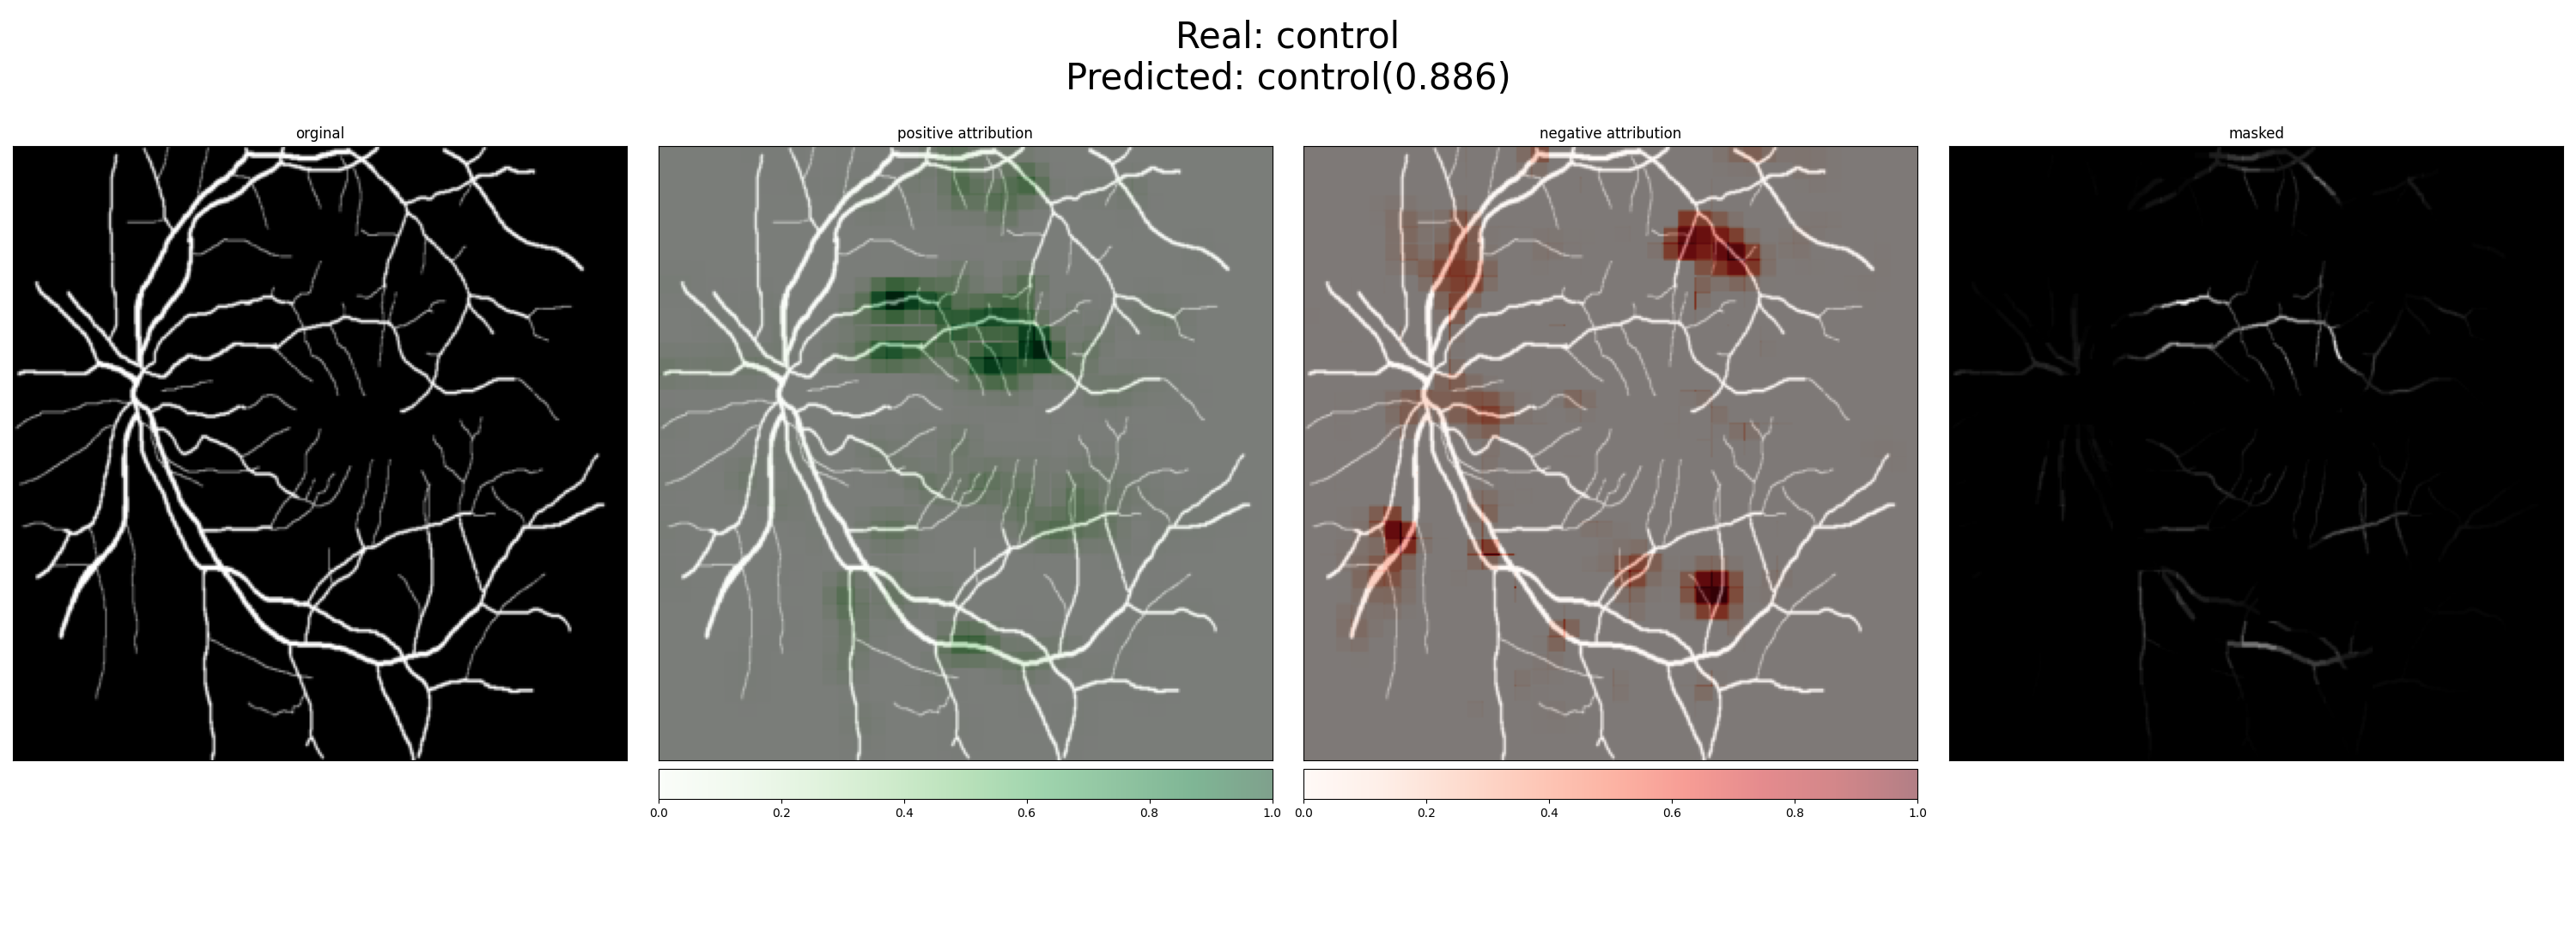 Real: control
Predicted: control(0.886)
orginal
positive attribution
negative attribution
masked
0.0 0.2 0.4 0.6 0.8 1.0
0.0 0.2 0.4 0.6 0.8 1.0